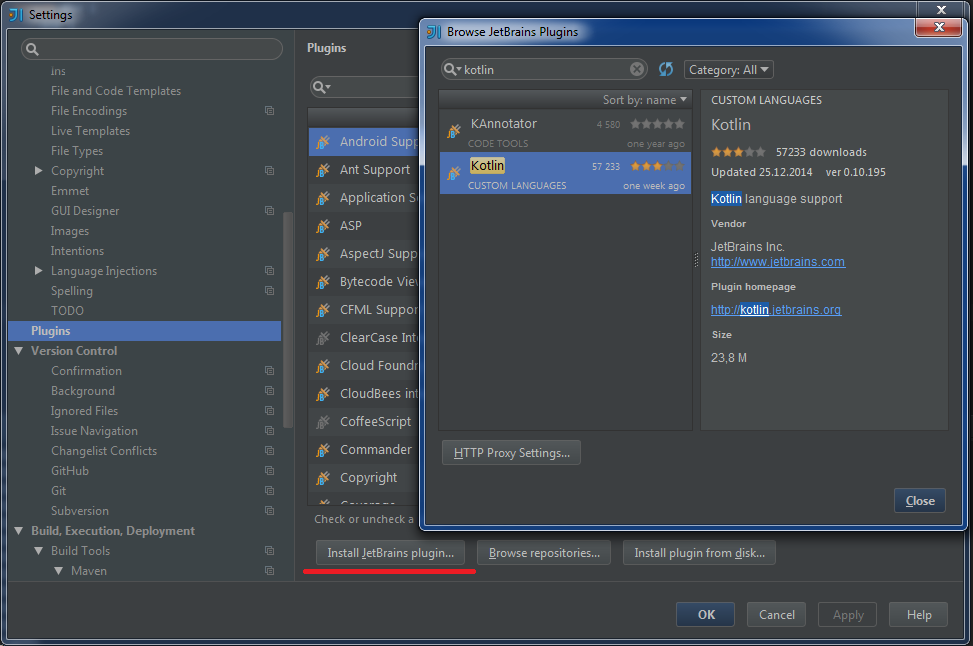 Settings
Ins
File and Code Templates
File Encodings
Live Templates
File Types
Copyright
Emmet
GUI Designer
Images
Intentions
Language Injections
Spelling
TODO
Plugins
Version Control
Confirmation
Background
Ignored Files
Issue Navigation
Changelist Conflicts
GitHub
Git
Subversion
Build, Execution, Deployment
Build Tools
Maven
Plugins
Android Supp
Ant Support
Application S
ASP
AspectJ Supp
Bytecode View
CFML Suppor
ClearCase Int
Cloud Foundr
CloudBees int
CoffeeScript
Commander
Copyright
Coverage
Check or uncheck a
Install JetBrains plugin...
Browse repositories...
Install plugin from disk...
OK
Cancel
Apply
Help
Browse JetBrains Plugins
kotlin
Category: All
Sort by: name
KAnnotator 4 580
CODE TOOLS one year ago
Kotlin 57 233
CUSTOM LANGUAGES one week ago
CUSTOM LANGUAGES
Kotlin
57233 downloads
Updated 25.12.2014 ver 0.10.195
Kotlin language support
Vendor
JetBrains Inc.
http://www.jetbrains.com
Plugin homepage
http://kotlin.jetbrains.org
Size
23,8 M
HTTP Proxy Settings...
Close